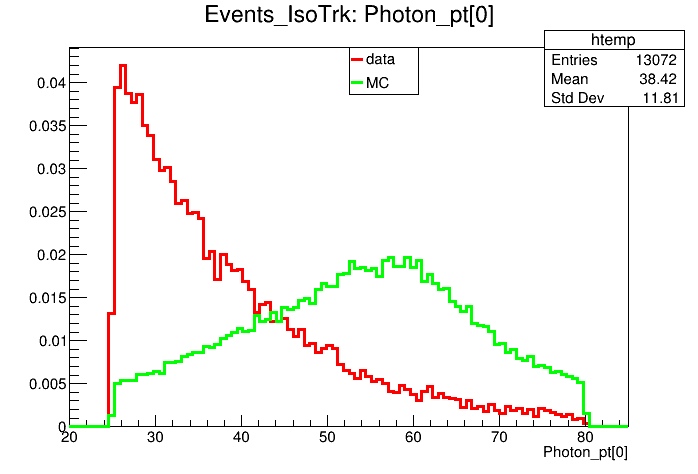 Events_IsoTrk: Photon_pt[0]
htemp
Entries 13072
Mean 38.42
Std Dev 11.81
data
MC
0.04
0.035
0.03
0.025
0.02
0.015
0.01
0.005
0
20 30 40 50 60 70 80
Photon_pt[0]